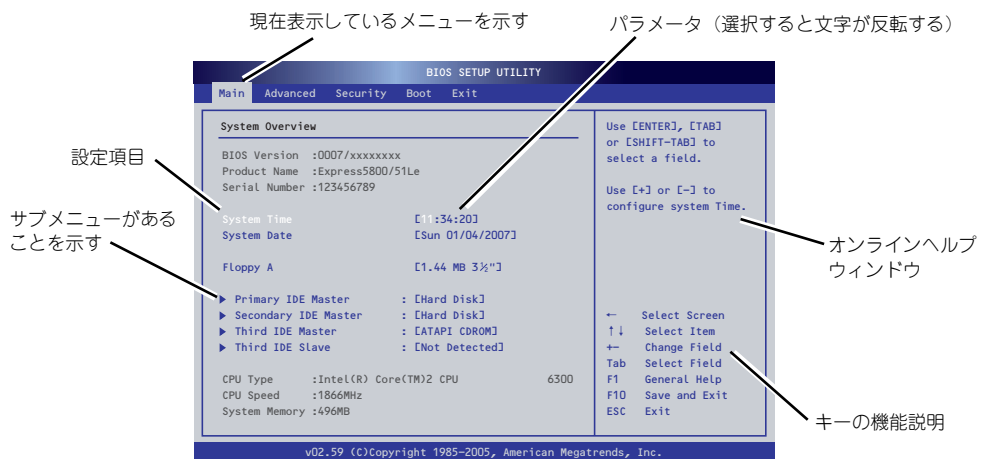 現在表示しているメニューを示す
パラメータ（選択すると文字が反転する）
BIOS SETUP UTILITY
Main Advanced Security Boot Exit
設定項目
サブメニューがある
ことを示す
System Overview
BIOS Version :0007/xxxxxxxx
Product Name :Express5800/51Le
Serial Number :123456789
System Time [11:34:20]
System Date [Sun 01/04/2007]
Floppy A [1.44 MB 3½"]
▶ Primary IDE Master : [Hard Disk]
▶ Secondary IDE Master : [Hard Disk]
▶ Third IDE Master : [ATAPI CDROM]
▶ Third IDE Slave : [Not Detected]
CPU Type :Intel(R) Core(TM)2 CPU 6300
CPU Speed :1866MHz
System Memory :496MB
Use [ENTER], [TAB]
or [SHIFT-TAB] to
select a field.
Use [+] or [-] to
configure system Time.
← Select Screen
↑↓ Select Item
+- Change Field
Tab Select Field
F1 General Help
F10 Save and Exit
ESC Exit
オンラインヘルプ
ウィンドウ
キーの機能説明
v02.59 (C)Copyright 1985-2005, American Megatrends, Inc.